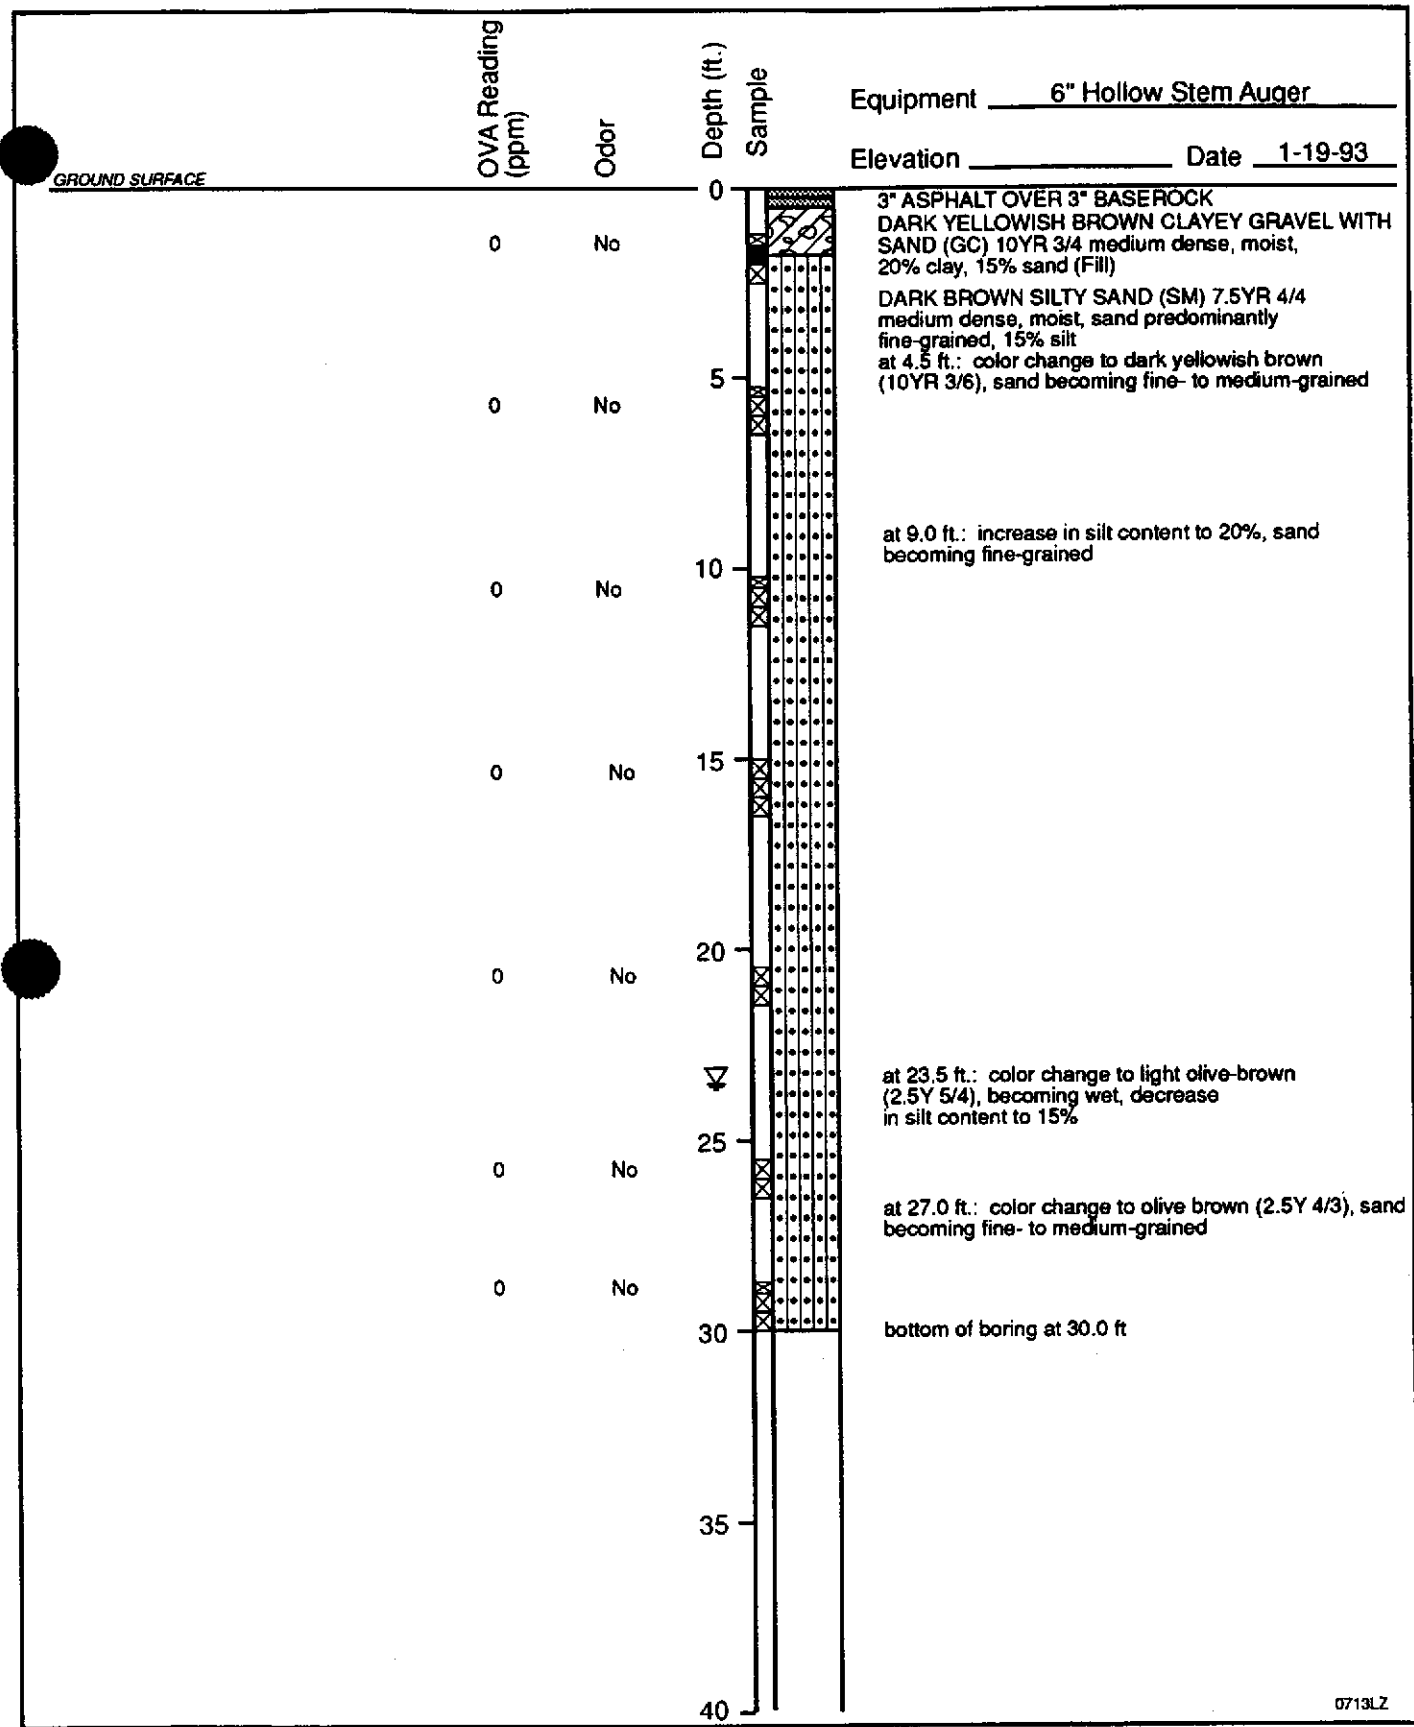 OVA Reading
(ppm)
Odor
Depth (ft.)
Sample
Equipment 6" Hollow Stem Auger
Elevation Date 1-19-93
GROUND SURFACE
0
3" ASPHALT OVER 3" BASEROCK
DARK YELLOWISH BROWN CLAYEY GRAVEL WITH
SAND (GC) 10YR 3/4 medium dense, moist,
20% clay, 15% sand (Fill)
0 No
DARK BROWN SILTY SAND (SM) 7.5YR 4/4
medium dense, moist, sand predominantly
fine-grained, 15% silt
at 4.5 ft.: color change to dark yellowish brown
(10YR 3/6), sand becoming fine- to medium-grained
5
0 No
at 9.0 ft.: increase in silt content to 20%, sand
becoming fine-grained
10
0 No
15
0 No
20
0 No
at 23.5 ft.: color change to light olive-brown
(2.5Y 5/4), becoming wet, decrease
in silt content to 15%
25
0 No
at 27.0 ft.: color change to olive brown (2.5Y 4/3), sand
becoming fine- to medium-grained
0 No
30
bottom of boring at 30.0 ft
35
40
0713LZ